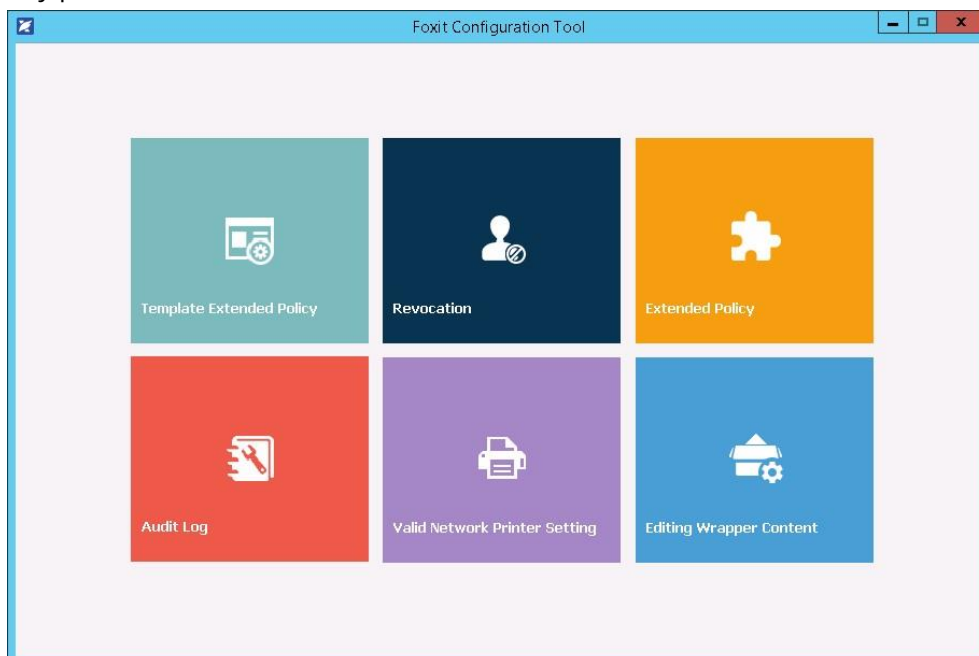 Foxit Configuration Tool
Template Extended Policy
Revocation
Extended Policy
Audit Log
Valid Network Printer Setting
Editing Wrapper Content